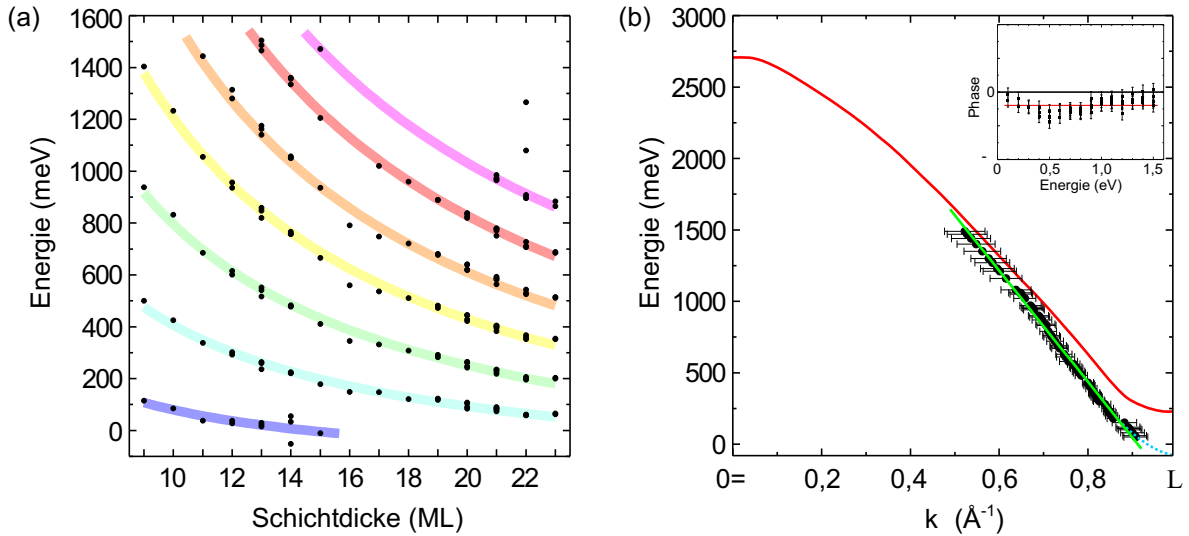 (a)
1600
1400
1200
1000
800
600
400
200
0
Energie (meV)
10 12 14 16 18 20 22
Schichtdicke (ML)
(b)
3000
2500
2000
1500
1000
500
0
Energie (meV)
0= 0,2 0,4 0,6 0,8 L
k (Å⁻¹)
Phase
0
-
0 0,5 1,0 1,5
Energie (eV)